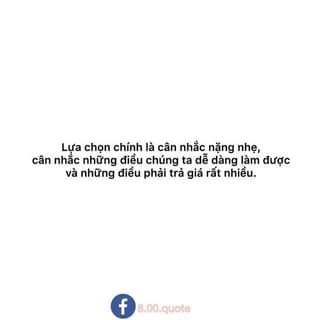 Lựa chọn chính là cân nhắc nặng nhẹ,
cân nhắc những điều chúng ta dễ dàng làm được
và những điều phải trả giá rất nhiều.
8.00.quote